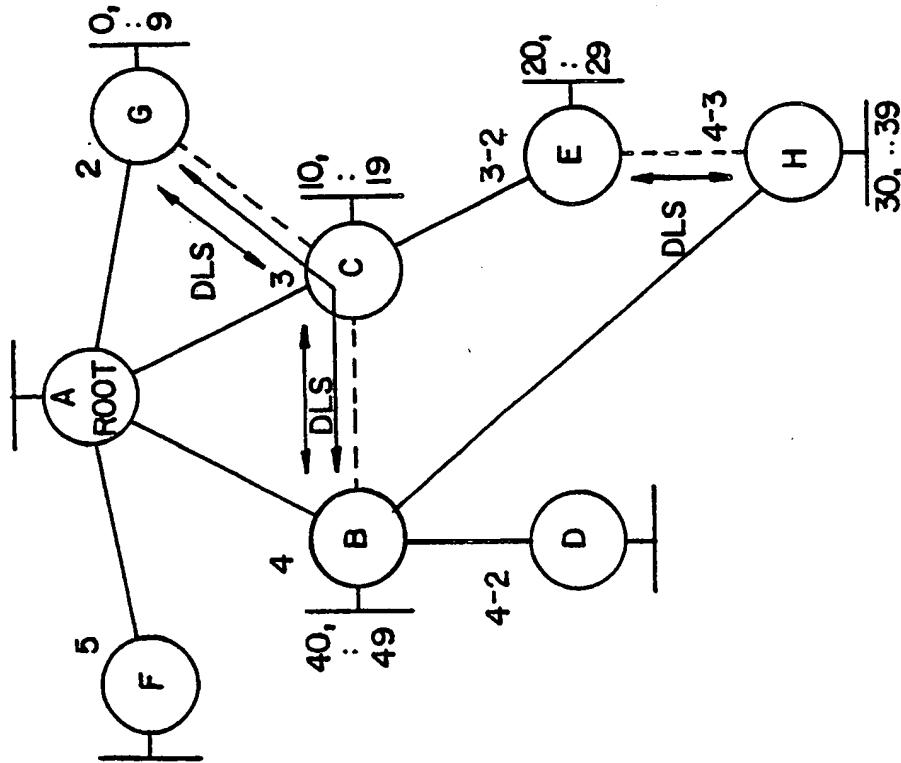 A
ROOT
G
2
0,
:: 9
DLS
F
5
C
3
10,
:: 19
DLS
B
4
40,
:: 49
E
3-2
20,
:: 29
DLS
D
4-2
H
4-3
30, ::39